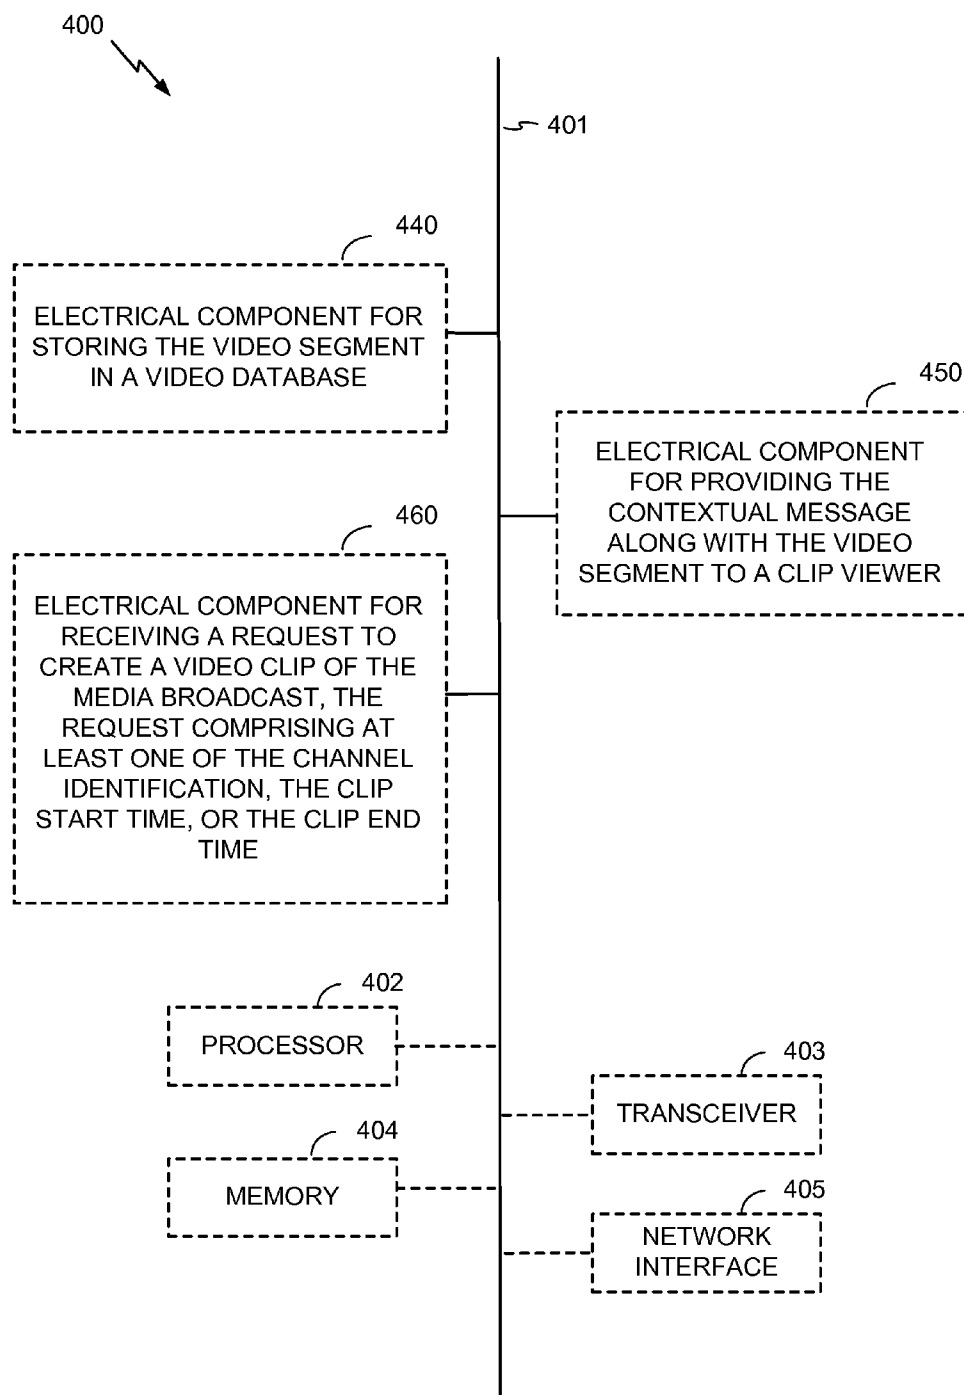 400
401
440
ELECTRICAL COMPONENT FOR
STORING THE VIDEO SEGMENT
IN A VIDEO DATABASE
450
ELECTRICAL COMPONENT
FOR PROVIDING THE
CONTEXTUAL MESSAGE
ALONG WITH THE VIDEO
SEGMENT TO A CLIP VIEWER
460
ELECTRICAL COMPONENT FOR
RECEIVING A REQUEST TO
CREATE A VIDEO CLIP OF THE
MEDIA BROADCAST, THE
REQUEST COMPRISING AT
LEAST ONE OF THE CHANNEL
IDENTIFICATION, THE CLIP
START TIME, OR THE CLIP END
TIME
402
PROCESSOR
403
TRANSCEIVER
404
MEMORY
405
NETWORK
INTERFACE